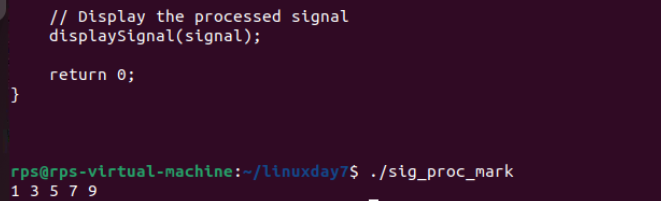 // Display the processed signal
displaySignal(signal);
return 0;
}
rps@rps-virtual-machine:~/linuxday7$ ./sig_proc_mark
1 3 5 7 9